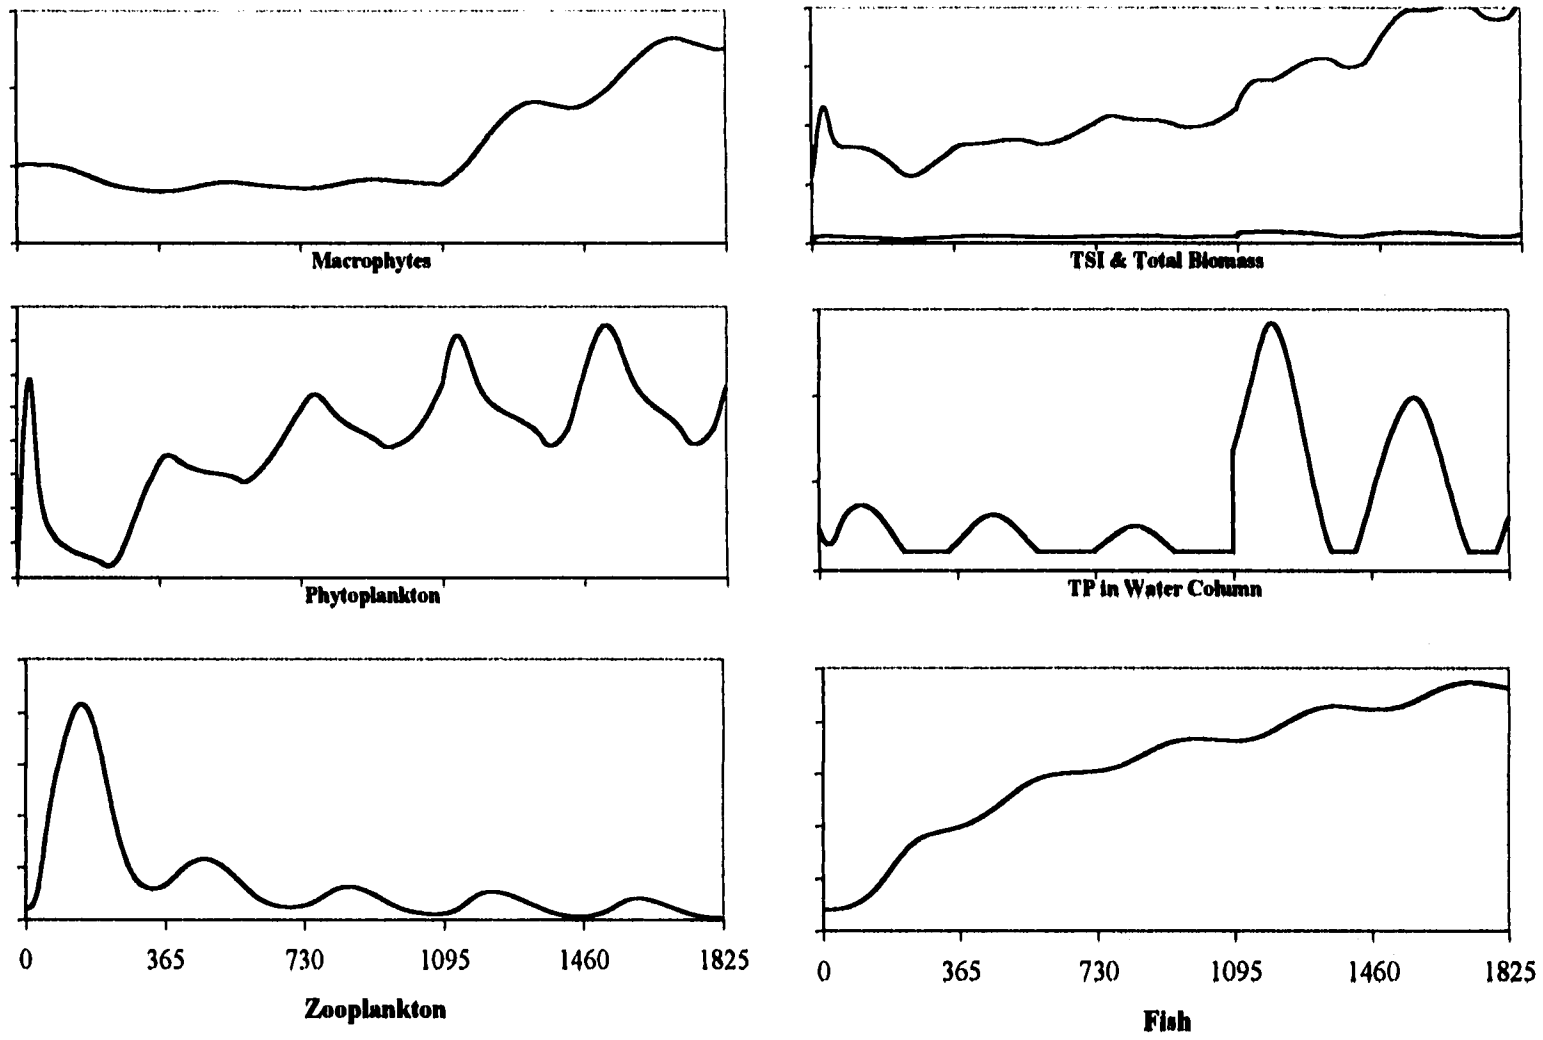 Macrophytes
TSI & Total Biomass
Phytoplankton
TP in Water Column
0 365 730 1095 1460 1825
Zooplankton
0 365 730 1095 1460 1825
Fish